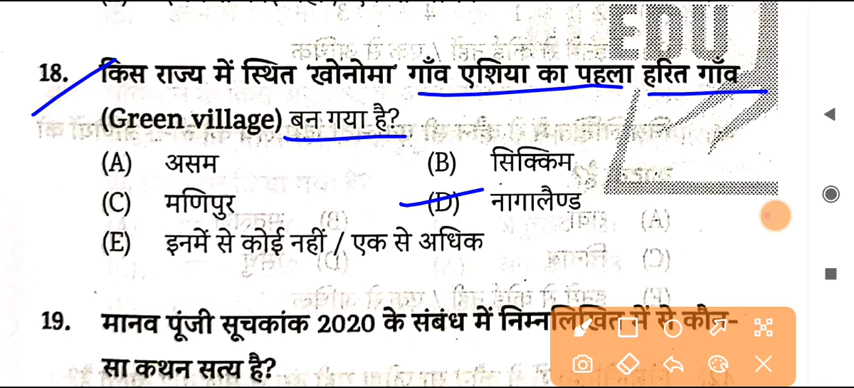 EDU
18. किस राज्य में स्थित 'खोनोमा' गाँव एशिया का पहला हरित गाँव
(Green village) बन गया है?
(A) असम (B) सिक्किम
(C) मणिपुर (D) नागालैण्ड
(E) इनमें से कोई नहीं / एक से अधिक
19. मानव पूंजी सूचकांक 2020 के संबंध में निम्नलिखित में से कौन-
सा कथन सत्य है?